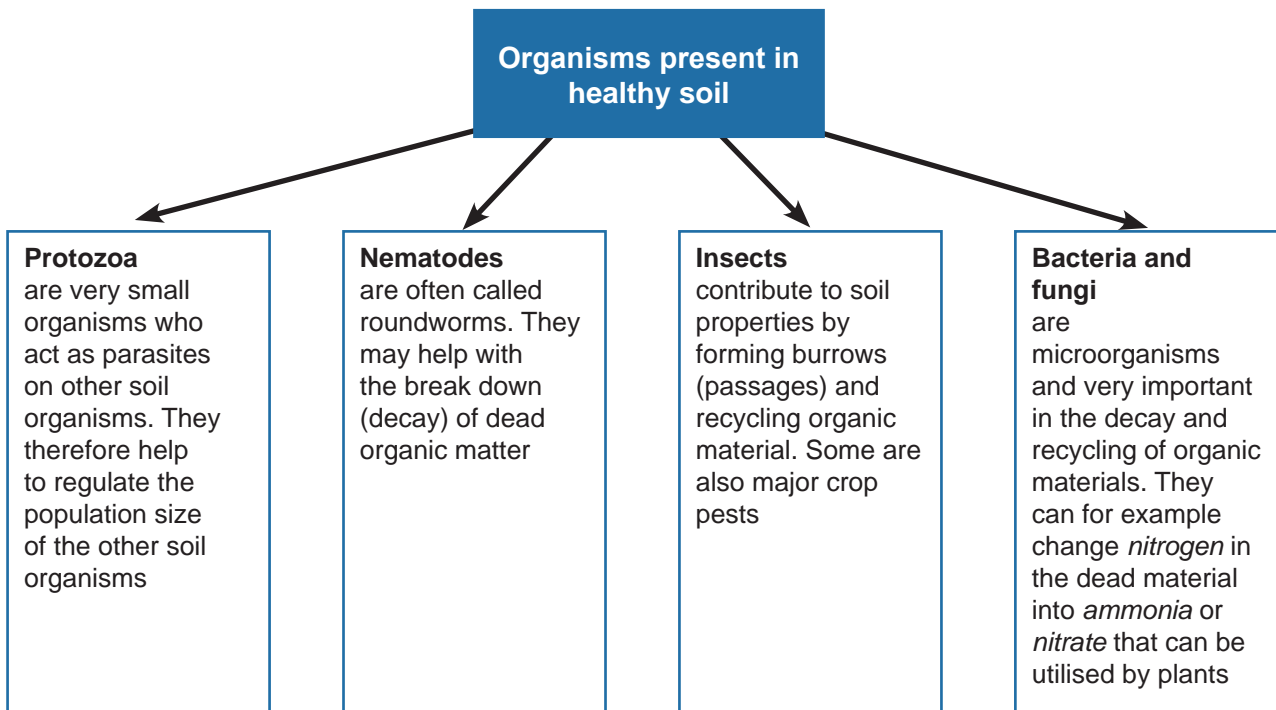 Organisms present in
healthy soil
Protozoa
are very small
organisms who
act as parasites
on other soil
organisms. They
therefore help
to regulate the
population size
of the other soil
organisms
Nematodes
are often called
roundworms. They
may help with
the break down
(decay) of dead
organic matter
Insects
contribute to soil
properties by
forming burrows
(passages) and
recycling organic
material. Some are
also major crop
pests
Bacteria and
fungi
are
microorganisms
and very important
in the decay and
recycling of organic
materials. They
can for example
change nitrogen in
the dead material
into ammonia or
nitrate that can be
utilised by plants